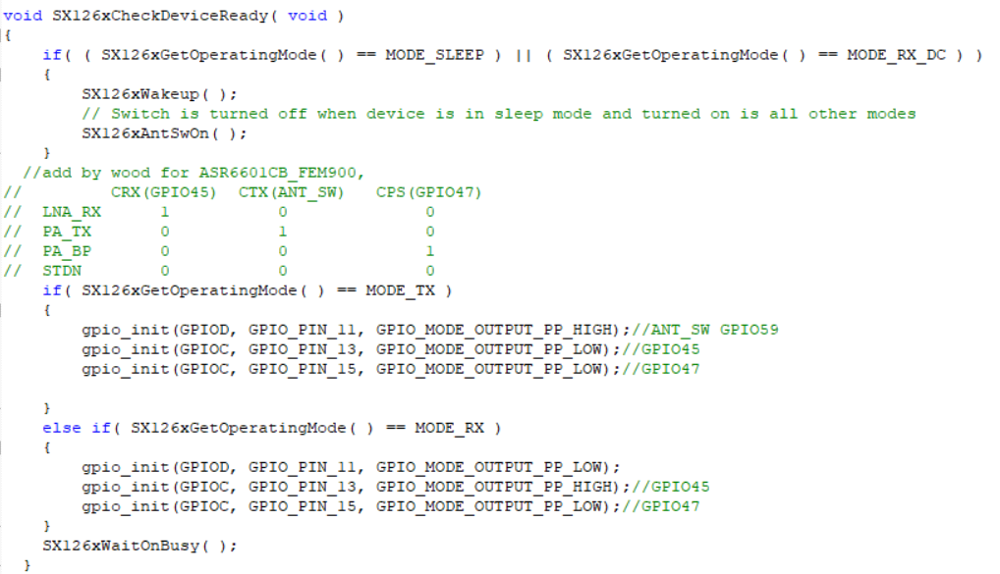 void SX126xCheckDeviceReady( void )
{
    if( ( SX126xGetOperatingMode( ) == MODE_SLEEP ) || ( SX126xGetOperatingMode( ) == MODE_RX_DC ) )
    {
        SX126xWakeup( );
        // Switch is turned off when device is in sleep mode and turned on is all other modes
        SX126xAntSwOn( );
    }
  //add by wood for ASR6601CB_FEM900,
//         CRX(GPIO45)  CTX(ANT_SW)   CPS(GPIO47)
//  LNA_RX      1           0              0
//  PA_TX       0           1              0
//  PA_BP       0           0              1
//  STDN        0           0              0
    if( SX126xGetOperatingMode( ) == MODE_TX )
    {
        gpio_init(GPIOD, GPIO_PIN_11, GPIO_MODE_OUTPUT_PP_HIGH);//ANT_SW GPIO59
        gpio_init(GPIOC, GPIO_PIN_13, GPIO_MODE_OUTPUT_PP_LOW);//GPIO45
        gpio_init(GPIOC, GPIO_PIN_15, GPIO_MODE_OUTPUT_PP_LOW);//GPIO47

    }
    else if( SX126xGetOperatingMode( ) == MODE_RX )
    {
        gpio_init(GPIOD, GPIO_PIN_11, GPIO_MODE_OUTPUT_PP_LOW);
        gpio_init(GPIOC, GPIO_PIN_13, GPIO_MODE_OUTPUT_PP_HIGH);//GPIO45
        gpio_init(GPIOC, GPIO_PIN_15, GPIO_MODE_OUTPUT_PP_LOW);//GPIO47
    }
    SX126xWaitOnBusy( );
  }